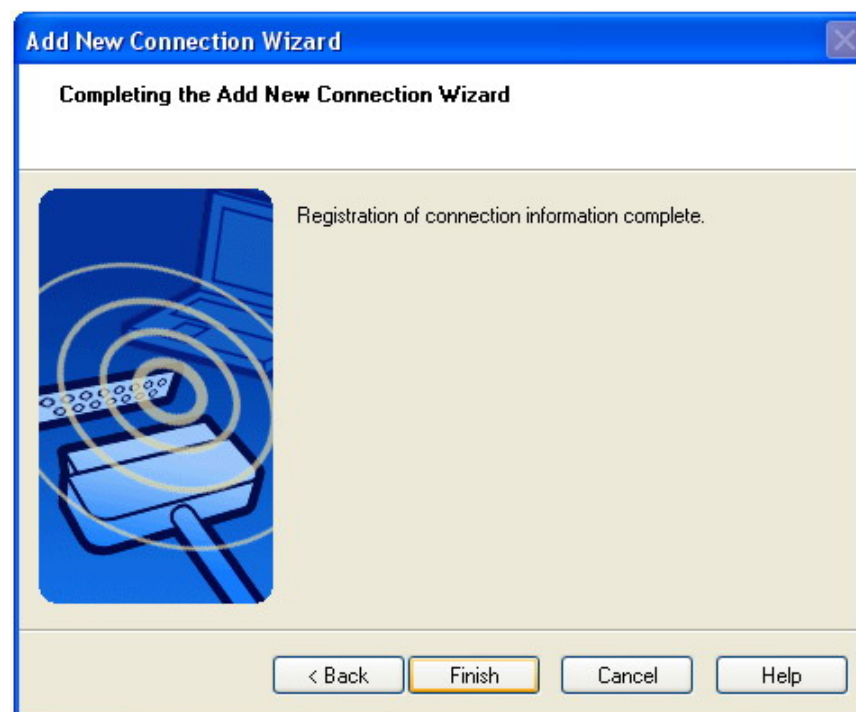 Add New Connection Wizard
Completing the Add New Connection Wizard
Registration of connection information complete.
< Back Finish Cancel Help